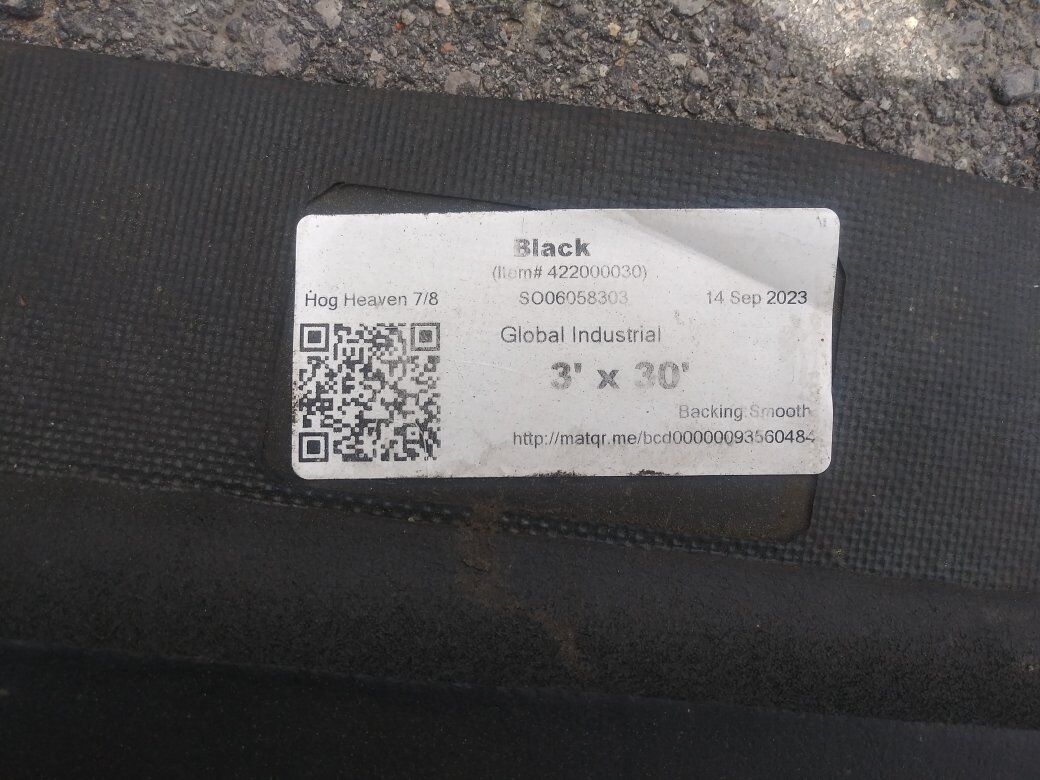 Black
(Item# 422000030)
Hog Heaven 7/8 SO06058303 14 Sep 2023
Global Industrial
3' x 30'
Backing:Smooth
http://matqr.me/bcd0000093560484